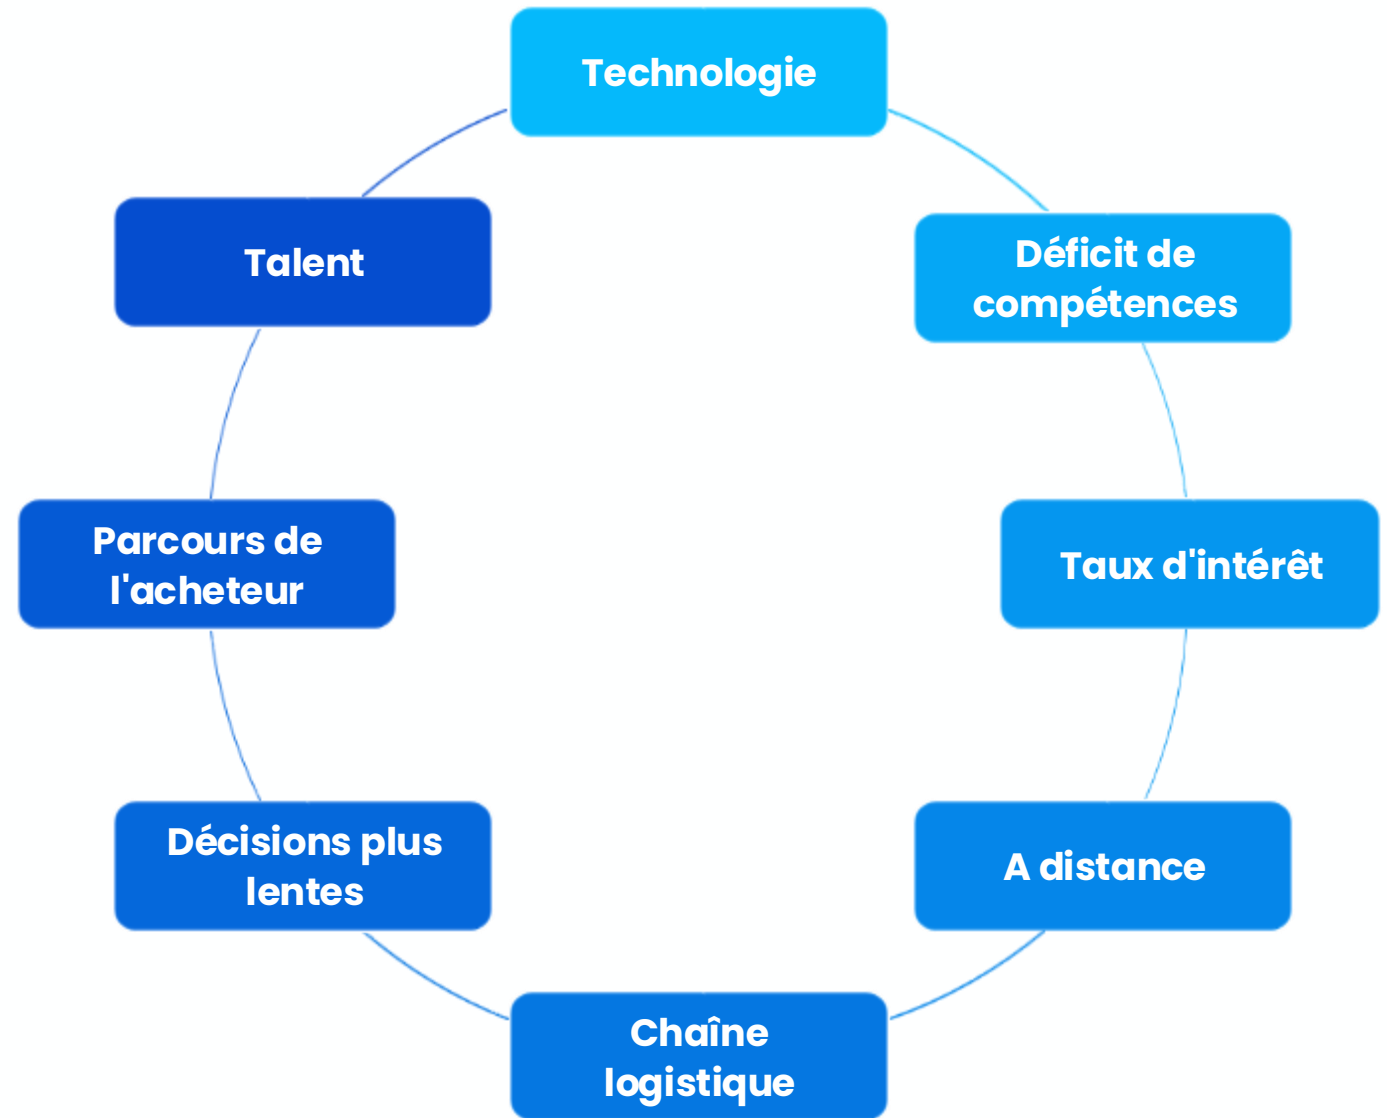 Technologie
Talent
Déficit de
compétences
Parcours de
l'acheteur
Taux d'intérêt
Décisions plus
lentes
A distance
Chaîne
logistique